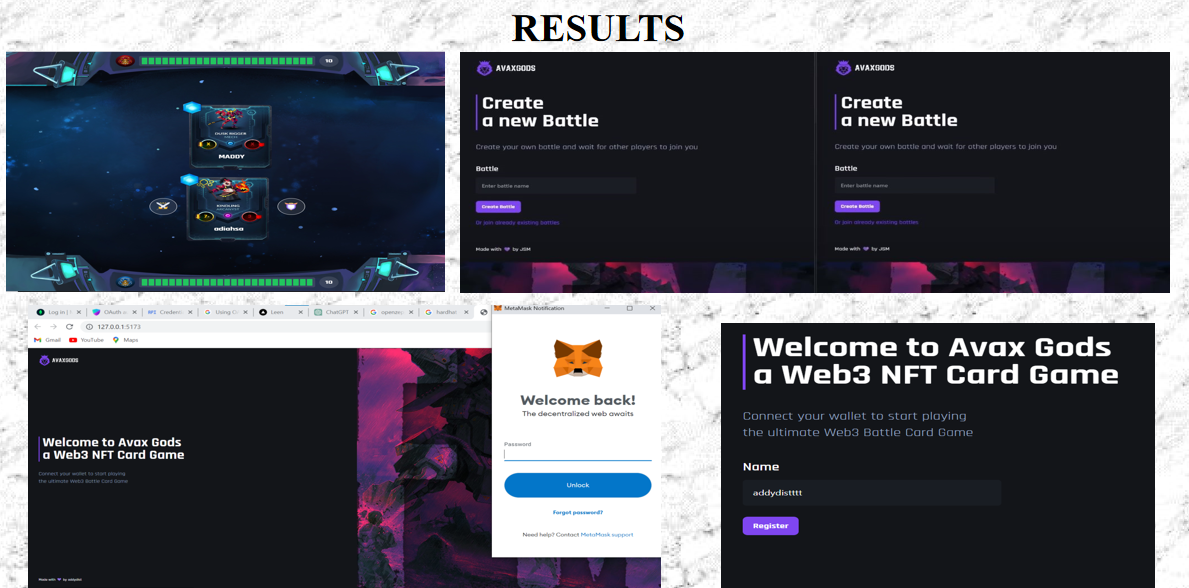 RESULTS
10
DUSK RIGGER
MADDY
KINDLING
adiahsa
10
AVAXGODS
Create
a new Battle
Create your own battle and wait for other players to join you
Battle
Enter battle name
Create Battle
Or join already existing battles
Made with 💜 by JSM
AVAXGODS
Create
a new Battle
Create your own battle and wait for other players to join you
Battle
Enter battle name
Create Battle
Or join already existing battles
Made with 💜 by JSM
Log in | OAuth Credent Using C Leen ChatGPT openssl hardhat
127.0.0.1:5173
Gmail YouTube Maps
AVAXGODS
Welcome to Avax Gods
a Web3 NFT Card Game
Connect your wallet to start playing
the ultimate Web3 Battle Card Game
Made with 💜 by
MetaMask Notification
Welcome back!
The decentralized web awaits
Password
Unlock
Forgot password?
Need help? Contact MetaMask support
Welcome to Avax Gods
a Web3 NFT Card Game
Connect your wallet to start playing
the ultimate Web3 Battle Card Game
Name
addydistttt
Register